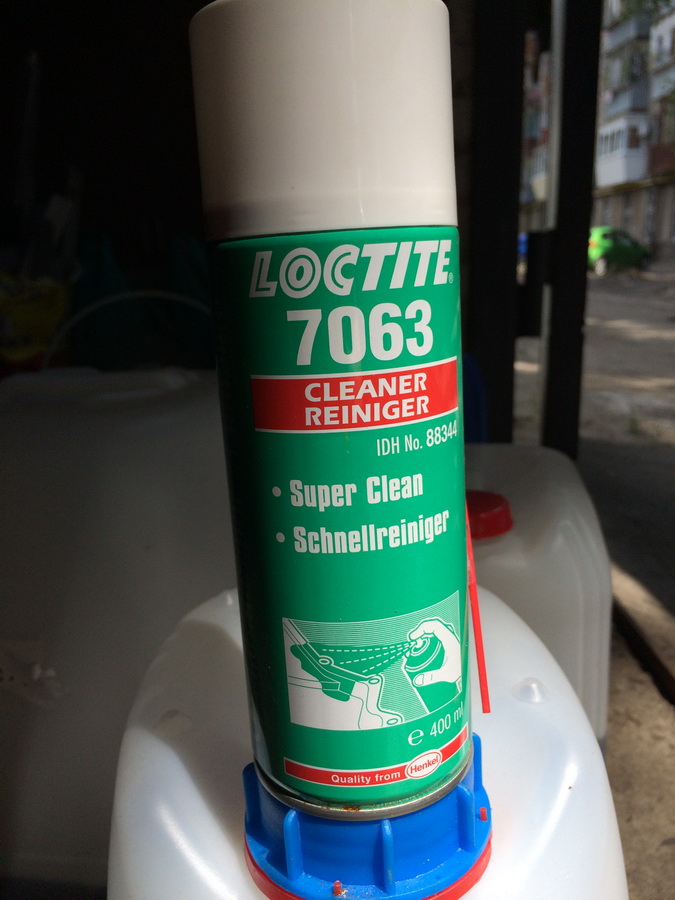 LOCTITE®
7063
CLEANER
REINIGER
IDH No. 88344
• Super Clean
• Schnellreiniger
℮ 400 ml
Quality from Henkel